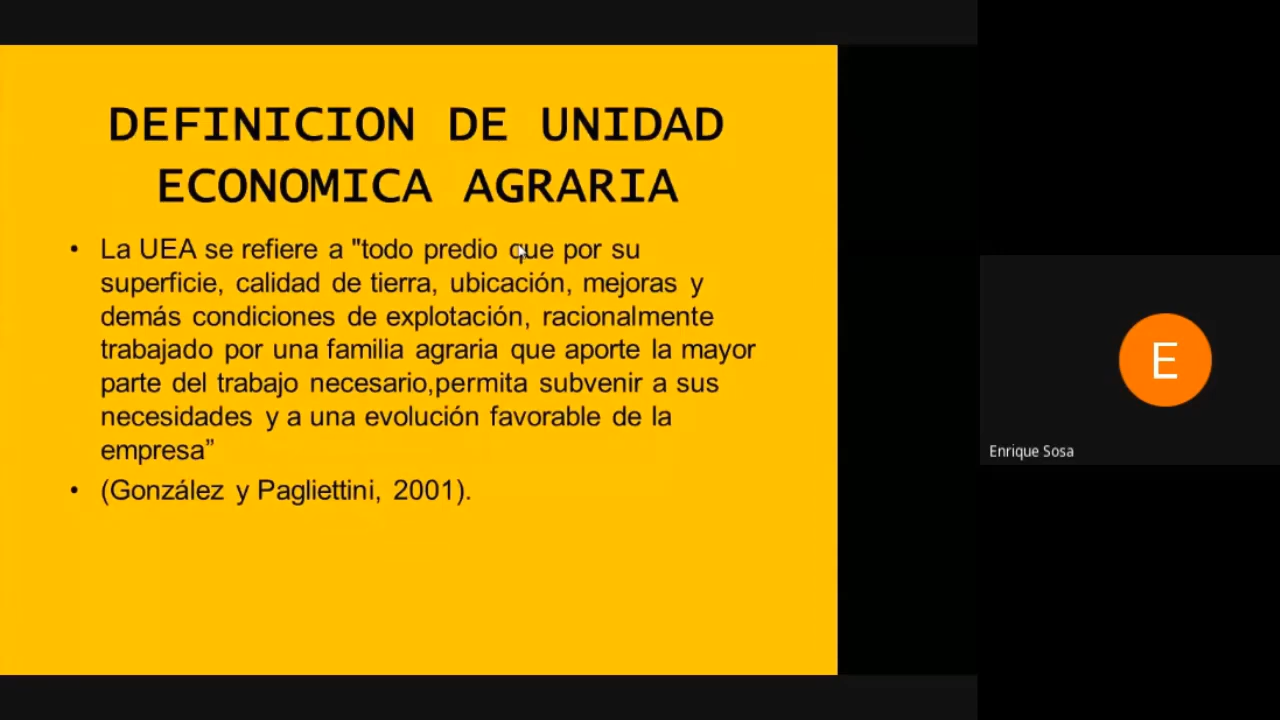 DEFINICION DE UNIDAD
ECONOMICA AGRARIA
• La UEA se refiere a "todo predio que por su
superficie, calidad de tierra, ubicación, mejoras y
demás condiciones de explotación, racionalmente
trabajado por una familia agraria que aporte la mayor
parte del trabajo necesario,permita subvenir a sus
necesidades y a una evolución favorable de la
empresa”
• (González y Pagliettini, 2001).
E
Enrique Sosa